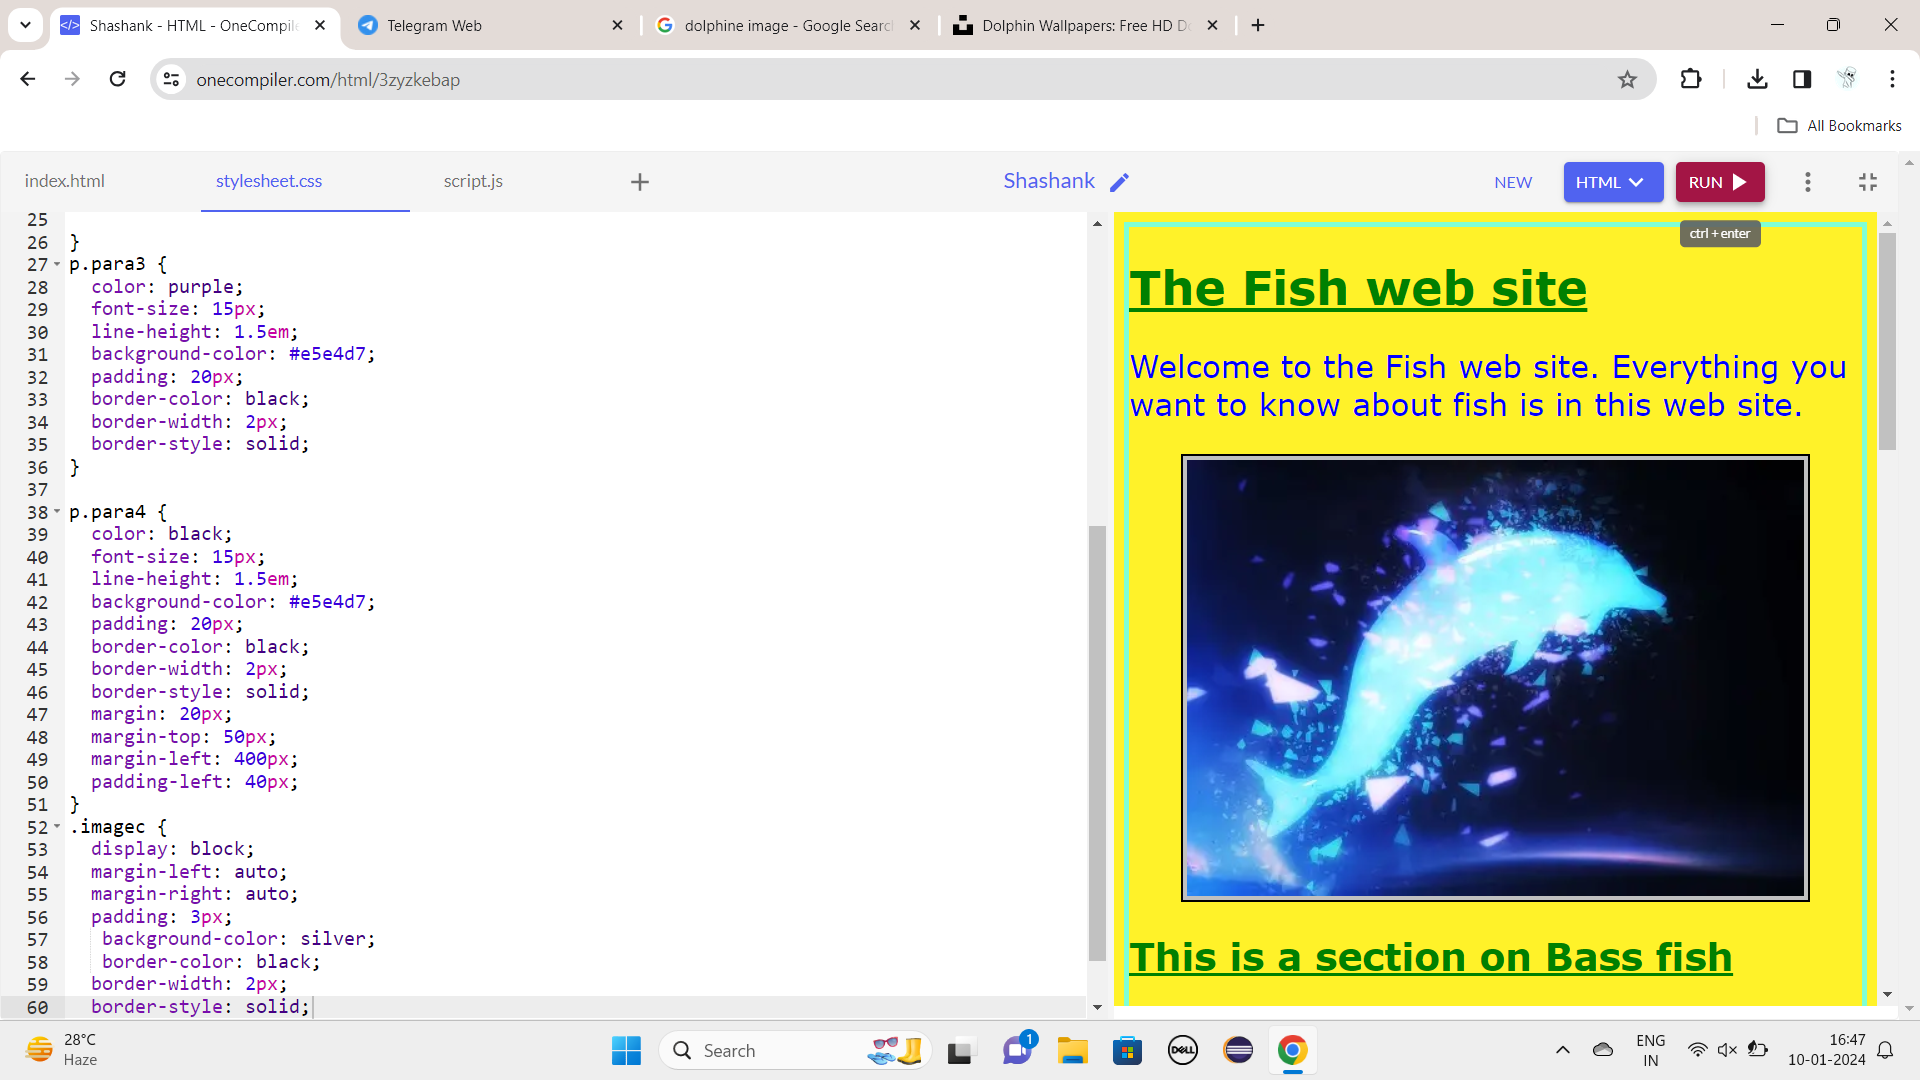 Shashank - HTML - OneCompile
Telegram Web
dolphine image - Google Searc
Dolphin Wallpapers: Free HD Do
onecompiler.com/html/3zyzkebap
All Bookmarks
index.html
stylesheet.css
script.js
Shashank
NEW
HTML
RUN
ctrl + enter
25
26 }
27 p.para3 {
28 color: purple;
29 font-size: 15px;
30 line-height: 1.5em;
31 background-color: #e5e4d7;
32 padding: 20px;
33 border-color: black;
34 border-width: 2px;
35 border-style: solid;
36 }
37
38 p.para4 {
39 color: black;
40 font-size: 15px;
41 line-height: 1.5em;
42 background-color: #e5e4d7;
43 padding: 20px;
44 border-color: black;
45 border-width: 2px;
46 border-style: solid;
47 margin: 20px;
48 margin-top: 50px;
49 margin-left: 400px;
50 padding-left: 40px;
51 }
52 .imagec {
53 display: block;
54 margin-left: auto;
55 margin-right: auto;
56 padding: 3px;
57 background-color: silver;
58 border-color: black;
59 border-width: 2px;
60 border-style: solid;
The Fish web site
Welcome to the Fish web site. Everything you
want to know about fish is in this web site.
This is a section on Bass fish
28°C
Haze
Search
1
DELL
ENG
IN
16:47
10-01-2024